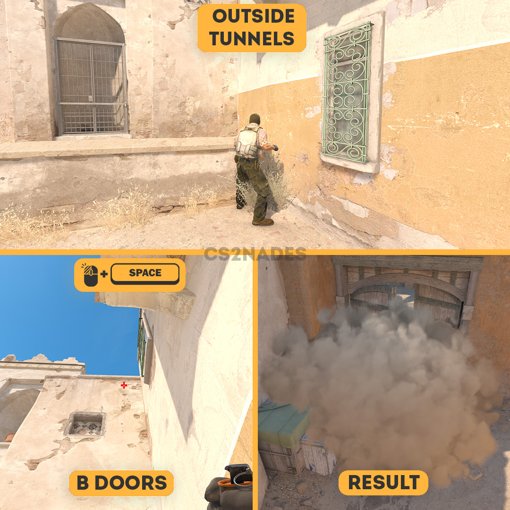 OUTSIDE
TUNNELS
CS2NADES
+ SPACE
B DOORS
RESULT